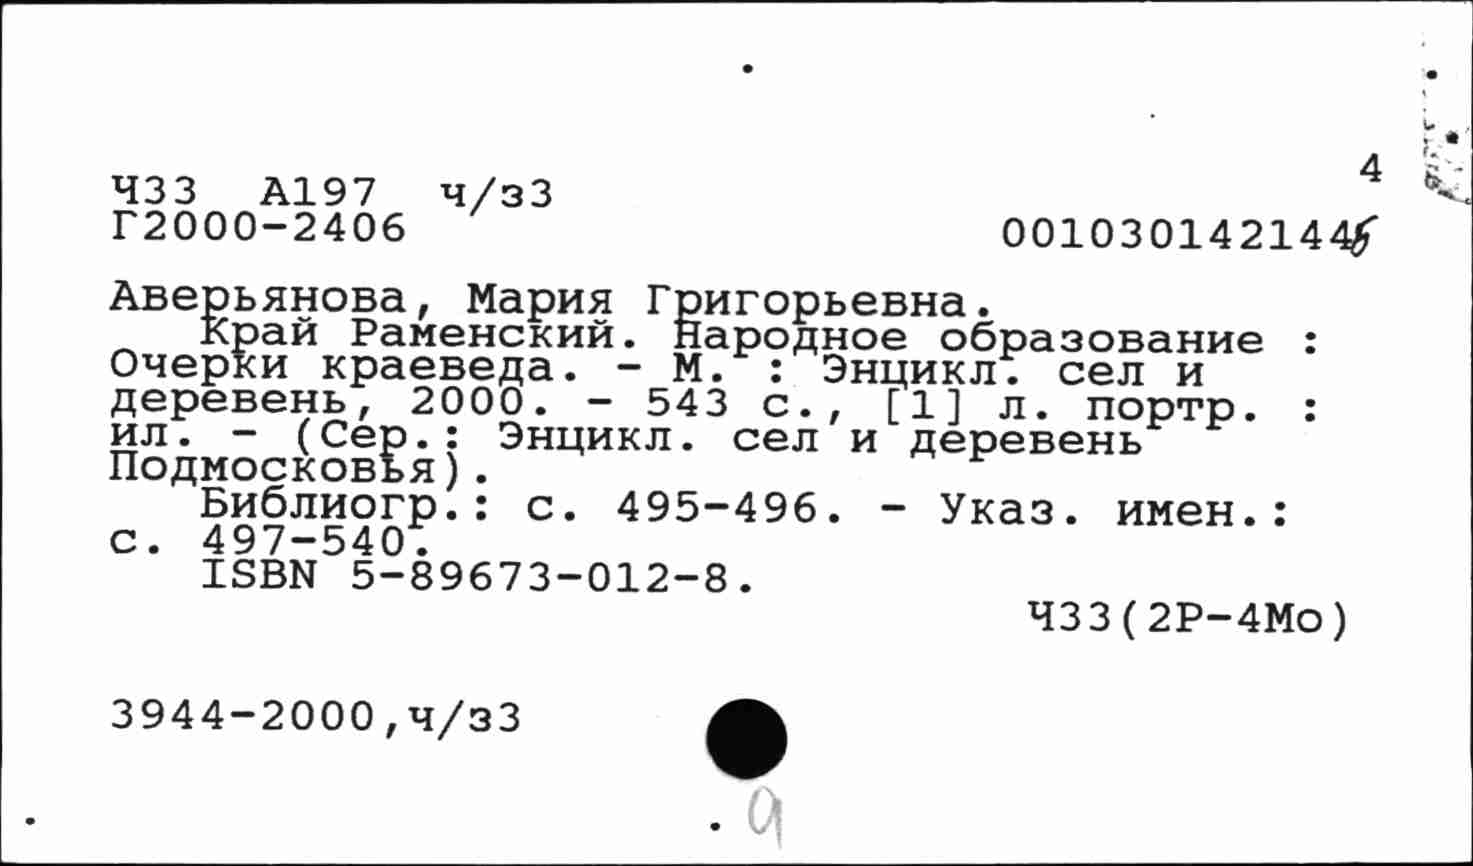 4
Ч33 А197 ч/з3
Г2000-2406
001030142144
Аверьянова, Мария Григорьевна.
Край Раменский. Народное образование :
Очерки краеведа. - М. : Энцикл. сел и
деревень, 2000. - 543 с., [1] л. портр. :
ил. - (Сер.: Энцикл. сел и деревень
Подмосковья).
Библиогр.: с. 495-496. - Указ. имен.:
с. 497-540.
ISBN 5-89673-012-8.
Ч33(2Р-4Мо)
3944-2000,ч/з3
9